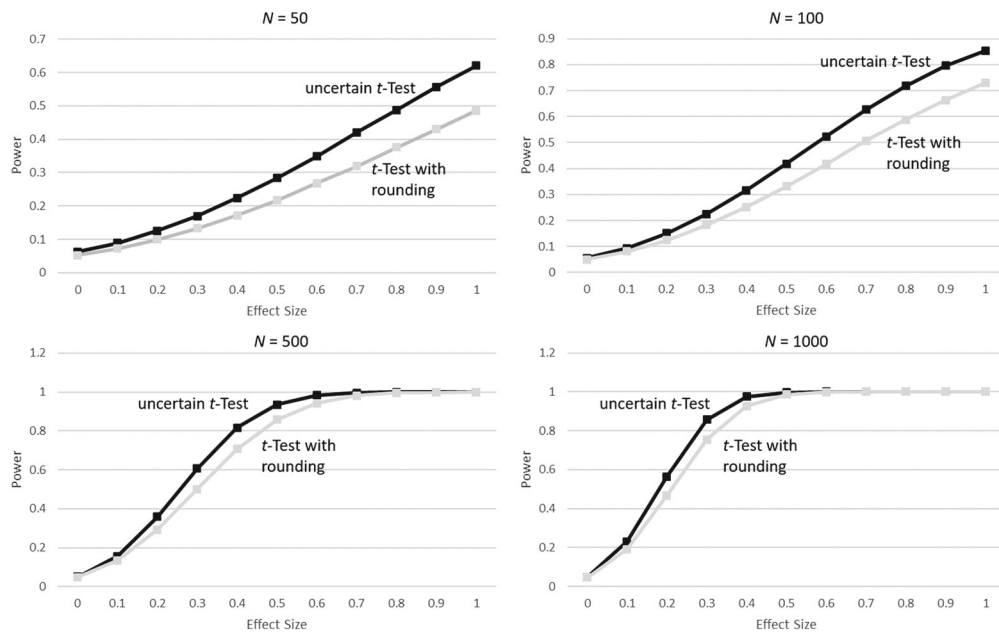 N = 50
0.7
0.6
0.5
0.4
0.3
0.2
0.1
0
Power
uncertain t-Test
t-Test with
rounding
0 0.1 0.2 0.3 0.4 0.5 0.6 0.7 0.8 0.9 1
Effect Size
N = 100
0.9
0.8
0.7
0.6
0.5
0.4
0.3
0.2
0.1
0
Power
uncertain t-Test
t-Test with
rounding
0 0.1 0.2 0.3 0.4 0.5 0.6 0.7 0.8 0.9 1
Effect Size
N = 500
1.2
1
0.8
0.6
0.4
0.2
0
Power
uncertain t-Test
t-Test with
rounding
0 0.1 0.2 0.3 0.4 0.5 0.6 0.7 0.8 0.9 1
Effect Size
N = 1000
1.2
1
0.8
0.6
0.4
0.2
0
Power
uncertain t-Test
t-Test with
rounding
0 0.1 0.2 0.3 0.4 0.5 0.6 0.7 0.8 0.9 1
Effect Size